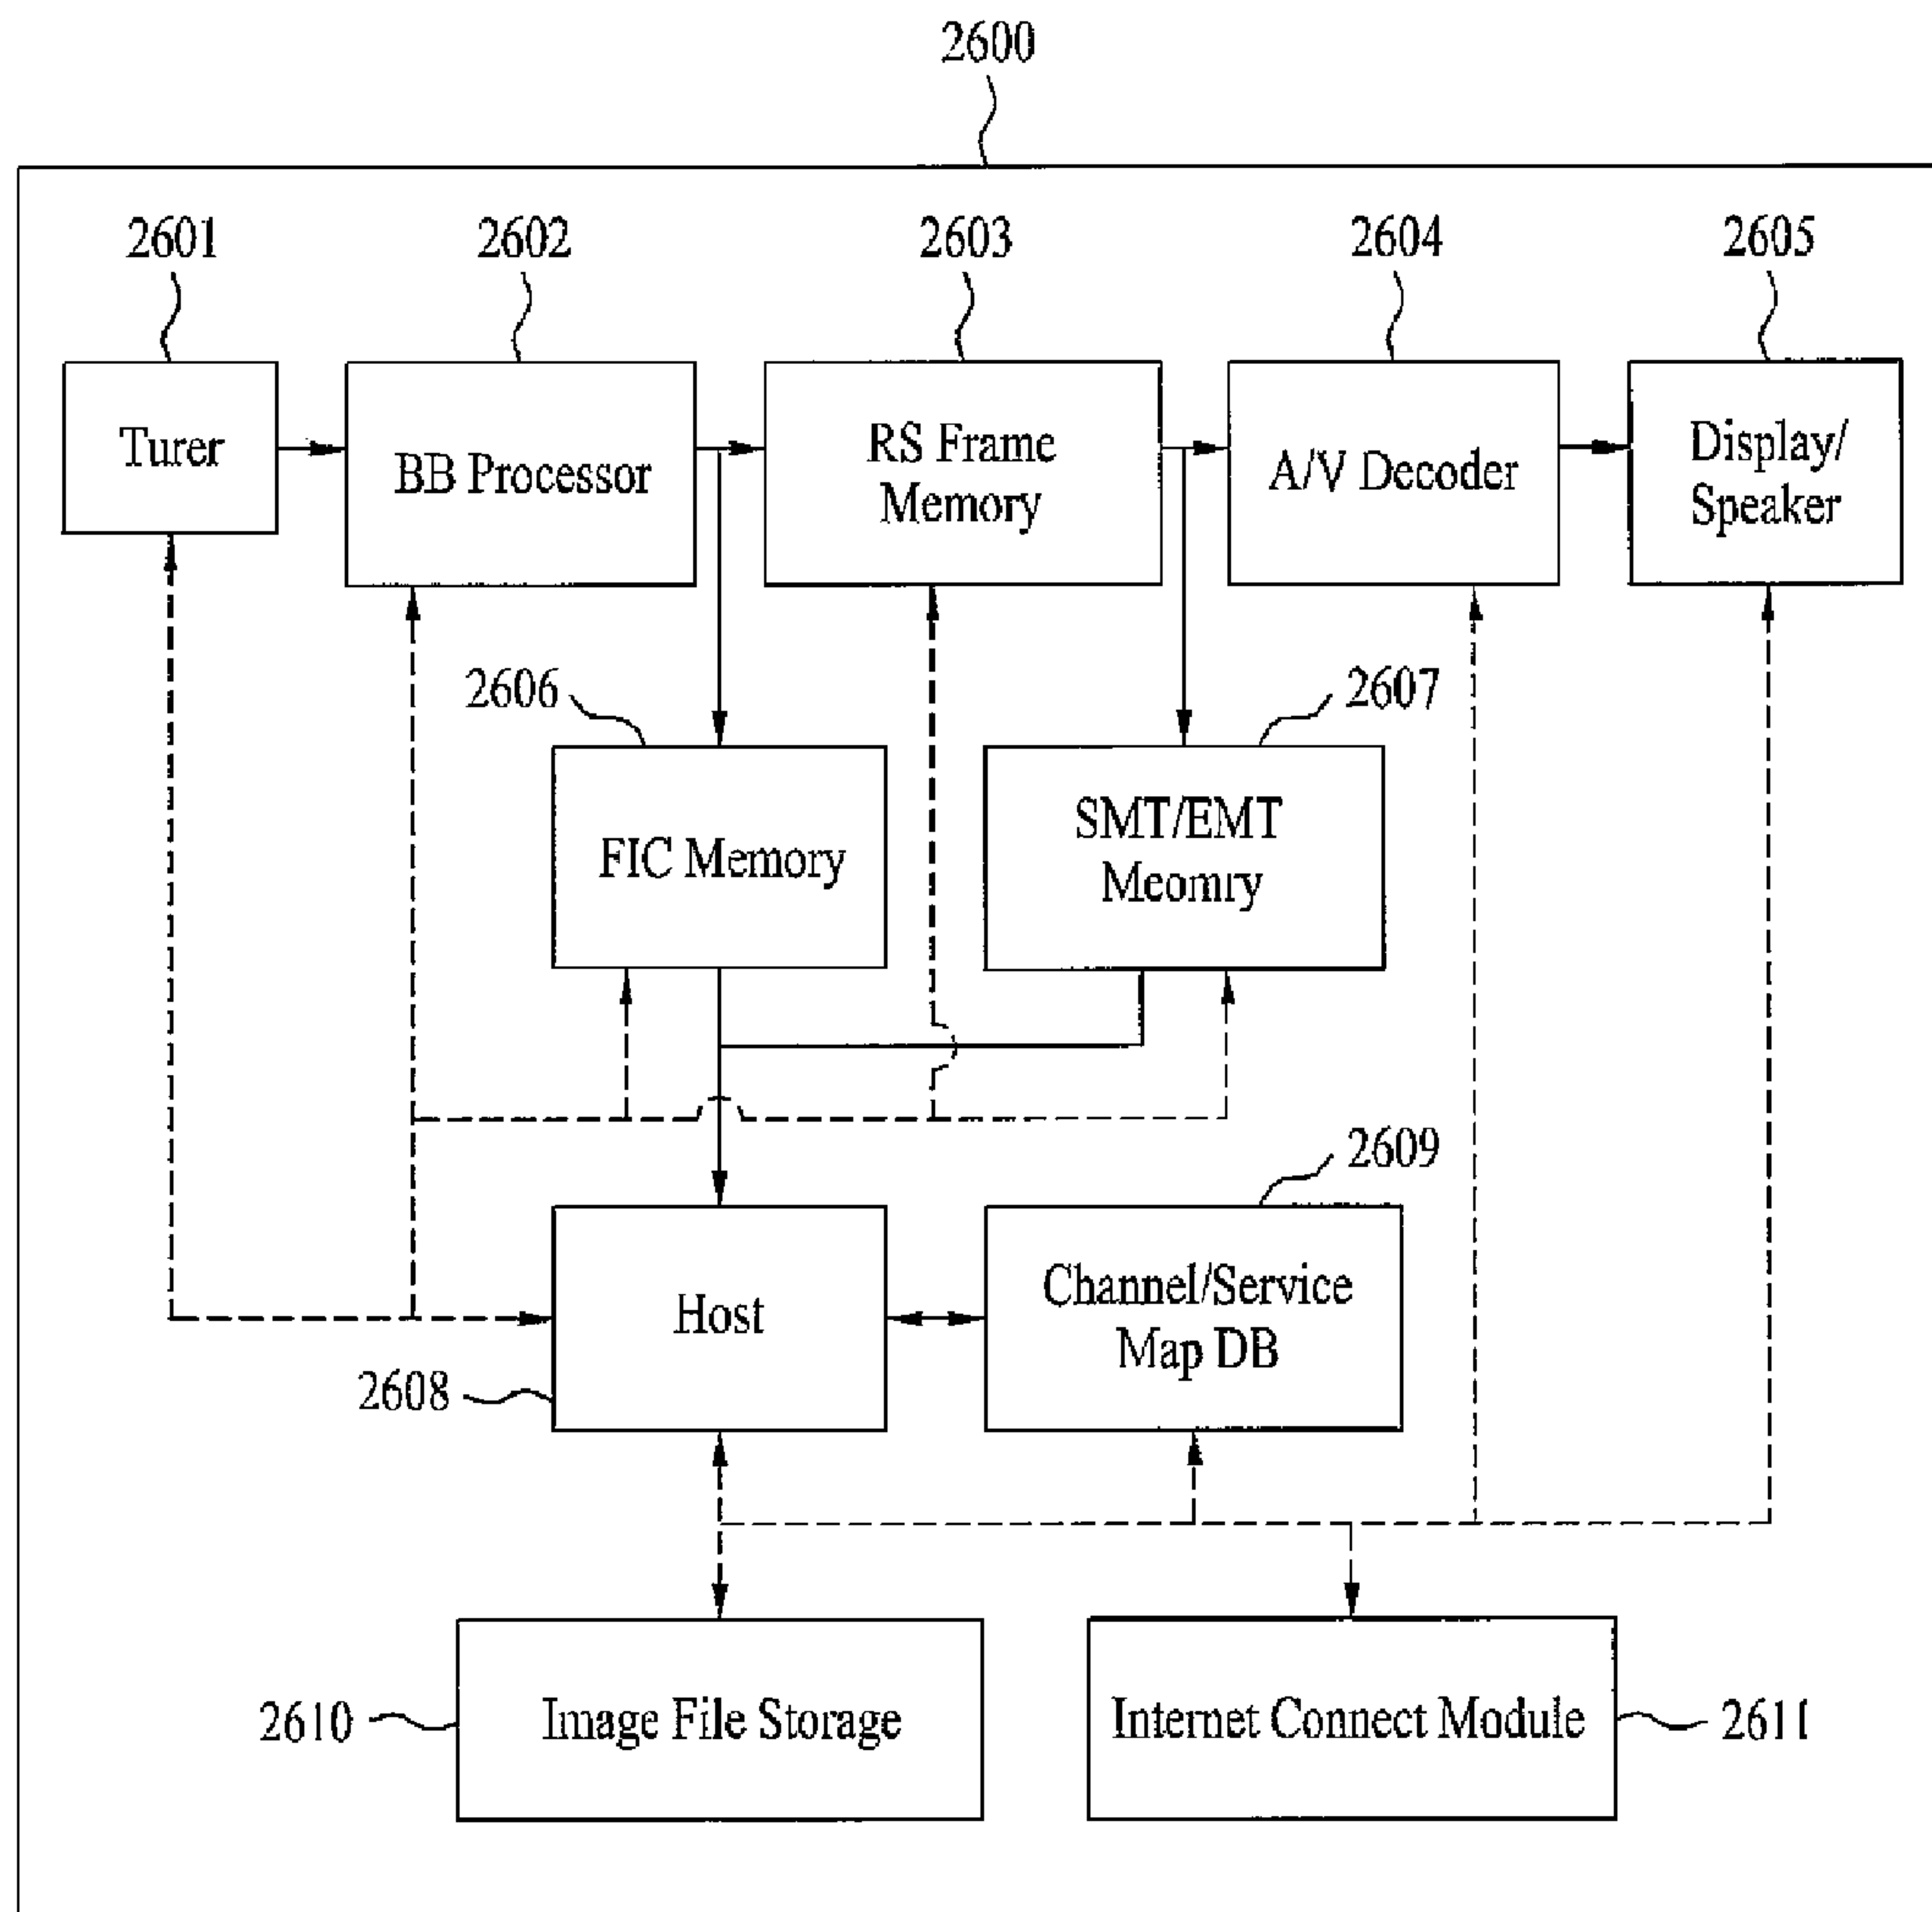 2600
2601
2602
2603
2604
2605
Turer
BB Processor
RS Frame
Memory
A/V Decoder
Display/
Speaker
2606
2607
FIC Memory
SMT/EMT
Meomry
2609
Host
Channel/Service
Map DB
2608
2610
Image File Storage
Internet Connect Module
2611